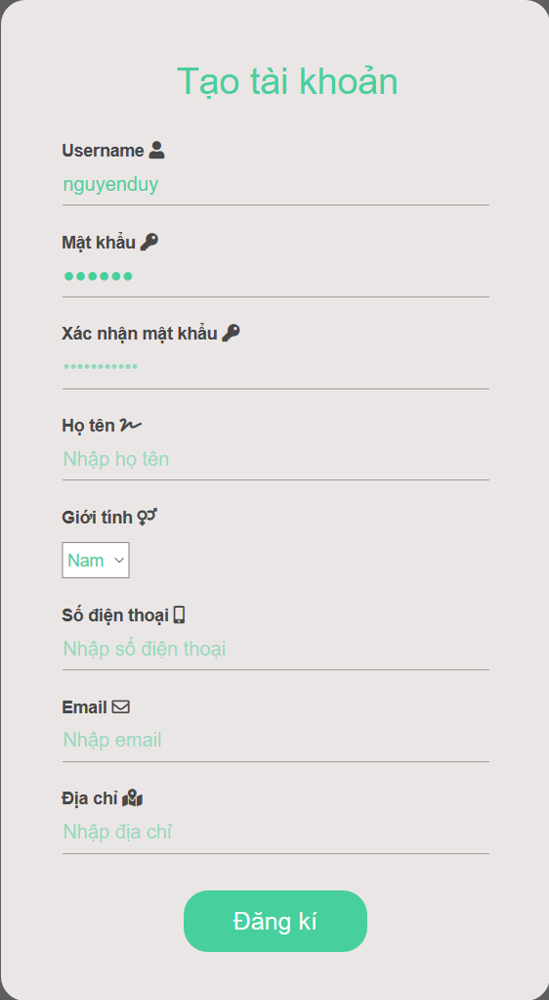 Tạo tài khoản
Username
nguyenduy
Mật khẩu
••••••
Xác nhận mật khẩu
•••••••••••
Họ tên
Nhập họ tên
Giới tính
Nam
Số điện thoại
Nhập số điện thoại
Email
Nhập email
Địa chỉ
Nhập địa chỉ
Đăng kí